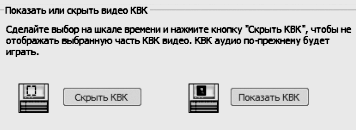 Показать или скрыть видео КВК
Сделайте выбор на шкале времени и нажмите кнопку "Скрыть КВК", чтобы не
отображать выбранную часть КВК видео. КВК аудио по-прежнему будет
играть.
Скрыть КВК Показать КВК